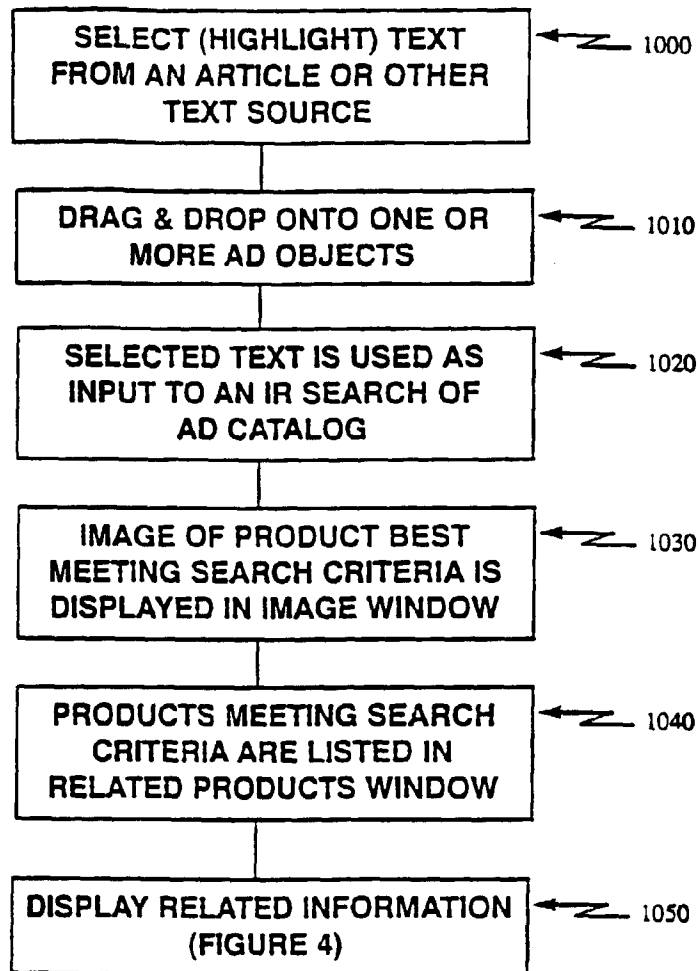 SELECT (HIGHLIGHT) TEXT
FROM AN ARTICLE OR OTHER
TEXT SOURCE
1000
DRAG & DROP ONTO ONE OR
MORE AD OBJECTS
1010
SELECTED TEXT IS USED AS
INPUT TO AN IR SEARCH OF
AD CATALOG
1020
IMAGE OF PRODUCT BEST
MEETING SEARCH CRITERIA IS
DISPLAYED IN IMAGE WINDOW
1030
PRODUCTS MEETING SEARCH
CRITERIA ARE LISTED IN
RELATED PRODUCTS WINDOW
1040
DISPLAY RELATED INFORMATION
(FIGURE 4)
1050